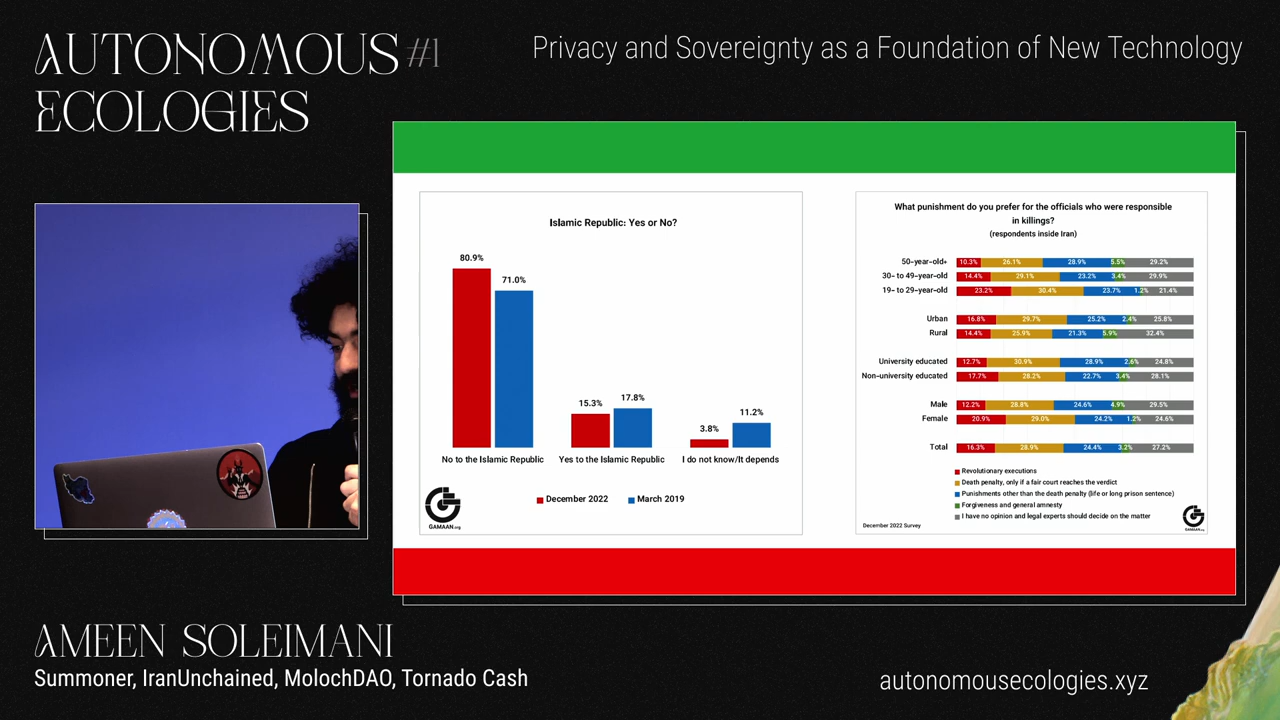 AUTONOMOUS #1
ECOLOGIES
Privacy and Sovereignty as a Foundation of New Technology
Islamic Republic: Yes or No?
80.9%
71.0%
15.3%
17.8%
3.8%
11.2%
No to the Islamic Republic
Yes to the Islamic Republic
I do not know/It depends
December 2022
March 2019
GAMAAN.org
What punishment do you prefer for the officials who were responsible
in killings?
(respondents inside Iran)
50-year-old+ 10.3% 26.1% 28.9% 5.5% 29.2%
30- to 49-year-old 14.4% 29.1% 23.2% 3.4% 29.9%
19- to 29-year-old 23.2% 30.4% 23.7% 1.2% 21.4%
Urban 16.8% 29.7% 25.2% 2.4% 25.8%
Rural 14.4% 25.9% 21.3% 5.9% 32.4%
University educated 12.7% 30.9% 28.9% 2.6% 24.8%
Non-university educated 17.7% 28.2% 22.7% 3.4% 28.1%
Male 12.2% 28.8% 24.6% 4.9% 29.5%
Female 20.9% 29.0% 24.2% 1.2% 24.6%
Total 16.3% 28.9% 24.4% 3.2% 27.2%
Revolutionary executions
Death penalty, only if a fair court reaches the verdict
Punishments other than the death penalty (life or long prison sentence)
Forgiveness and general amnesty
I have no opinion and legal experts should decide on the matter
December 2022 Survey
AMEEN SOLEIMANI
Summoner, IranUnchained, MolochDAO, Tornado Cash
autonomousecologies.xyz